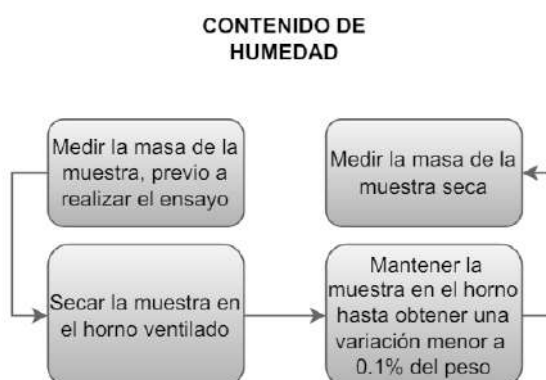 CONTENIDO DE
HUMEDAD
Medir la masa de la
muestra, previo a
realizar el ensayo
Secar la muestra en
el horno ventilado
Mantener la
muestra en el horno
hasta obtener una
variación menor a
0.1% del peso
Medir la masa de la
muestra seca